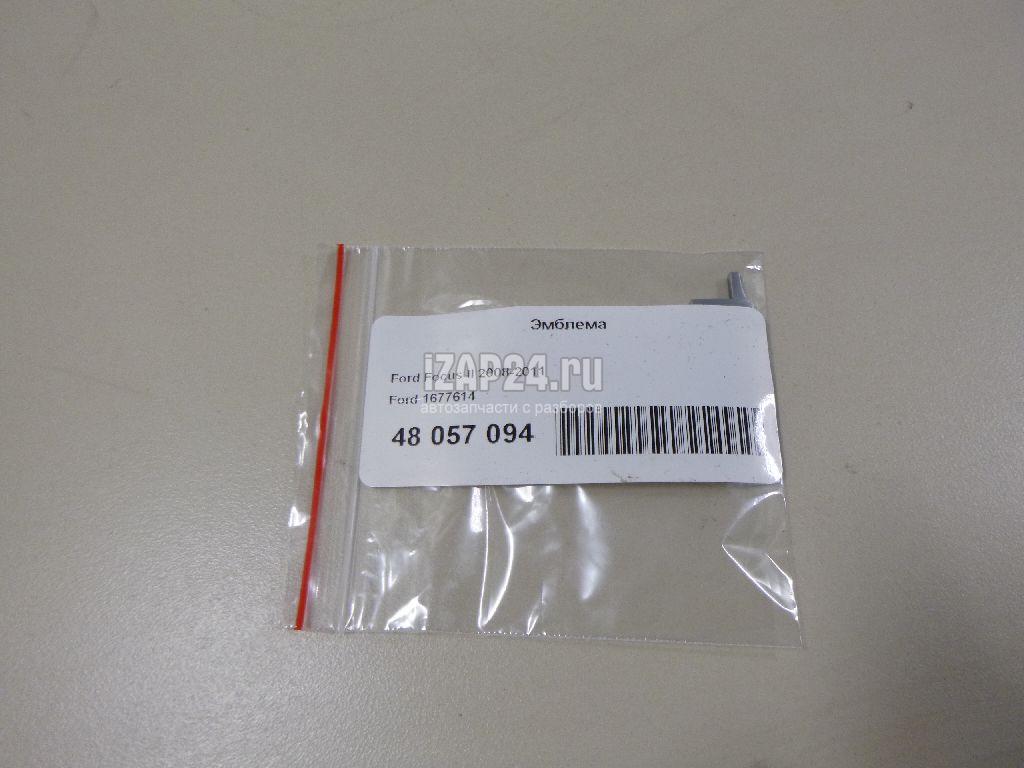 Эмблема
Ford Focus II 2008-2011
iZAP24.ru
Ford 1677614
автозапчасти с разборов
48 057 094